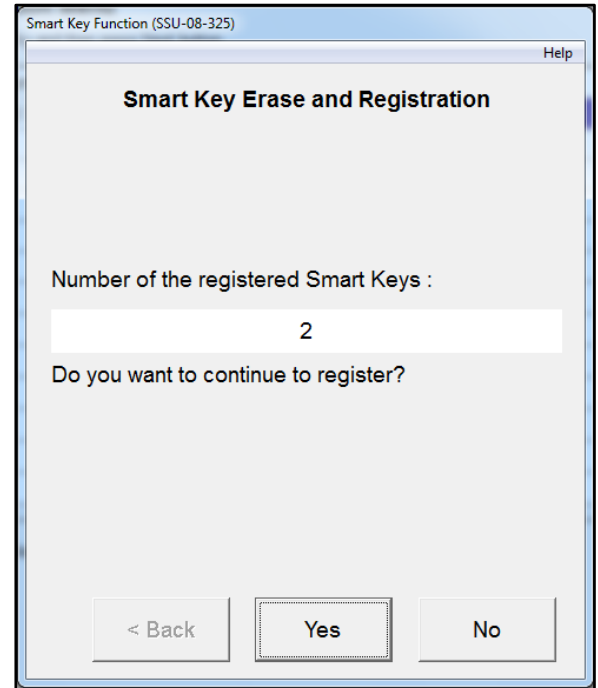 Smart Key Function (SSU-08-325)
Help
Smart Key Erase and Registration
Number of the registered Smart Keys :
2
Do you want to continue to register?
< Back
Yes
No